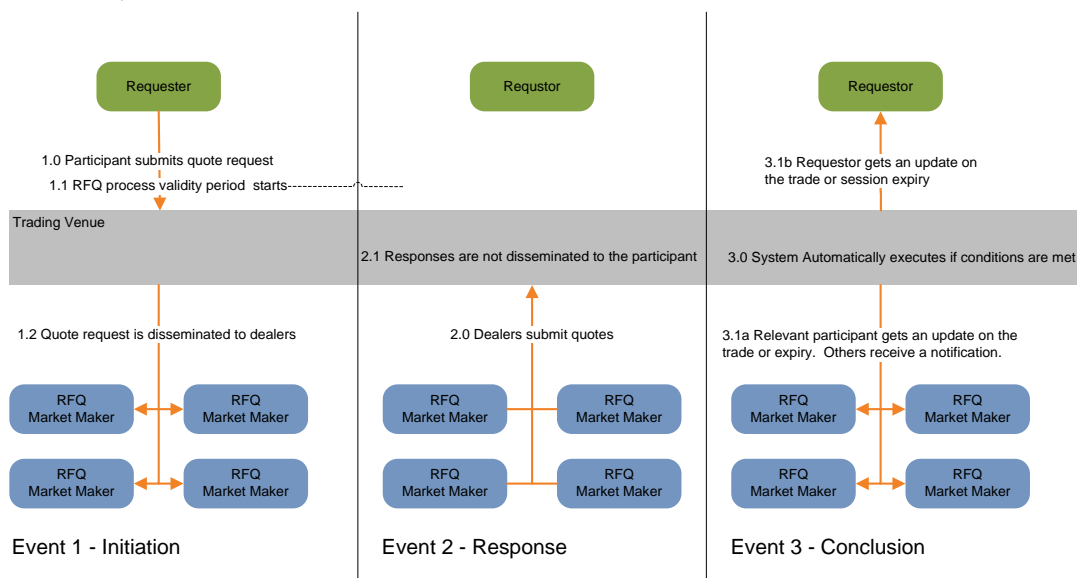 Requester
1.0 Participant submits quote request
1.1 RFQ process validity period starts
Trading Venue
1.2 Quote request is disseminated to dealers
RFQ
Market Maker
RFQ
Market Maker
RFQ
Market Maker
RFQ
Market Maker
Event 1 - Initiation
Requestor
2.1 Responses are not disseminated to the participant
2.0 Dealers submit quotes
RFQ
Market Maker
RFQ
Market Maker
RFQ
Market Maker
RFQ
Market Maker
Event 2 - Response
Requestor
3.1b Requestor gets an update on
the trade or session expiry
3.0 System Automatically executes if conditions are met
3.1a Relevant participant gets an update on the
trade or expiry. Others receive a notification.
RFQ
Market Maker
RFQ
Market Maker
RFQ
Market Maker
RFQ
Market Maker
Event 3 - Conclusion